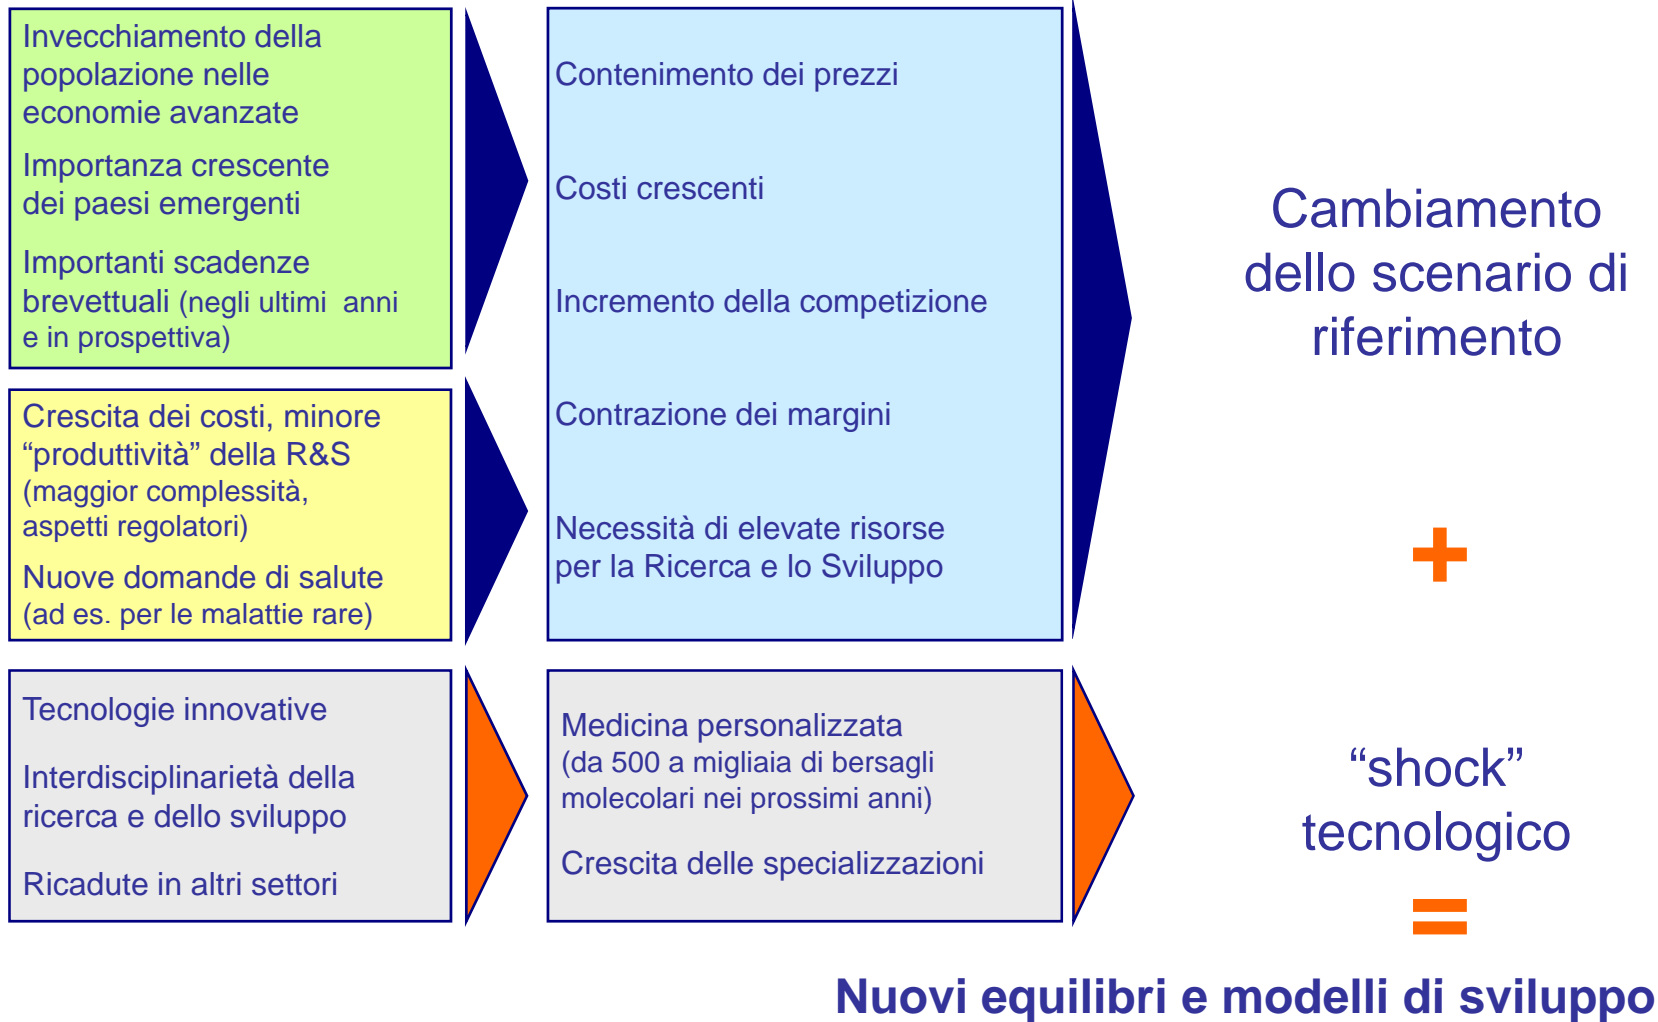 Invecchiamento della
popolazione nelle
economie avanzate
Importanza crescente
dei paesi emergenti
Importanti scadenze
brevettuali (negli ultimi anni
e in prospettiva)
Crescita dei costi, minore
“produttività” della R&S
(maggior complessità,
aspetti regolatori)
Nuove domande di salute
(ad es. per le malattie rare)
Tecnologie innovative
Interdisciplinarietà della
ricerca e dello sviluppo
Ricadute in altri settori
Contenimento dei prezzi
Costi crescenti
Incremento della competizione
Contrazione dei margini
Necessità di elevate risorse
per la Ricerca e lo Sviluppo
Medicina personalizzata
(da 500 a migliaia di bersagli
molecolari nei prossimi anni)
Crescita delle specializzazioni
Cambiamento
dello scenario di
riferimento
+
“shock”
tecnologico
=
Nuovi equilibri e modelli di sviluppo